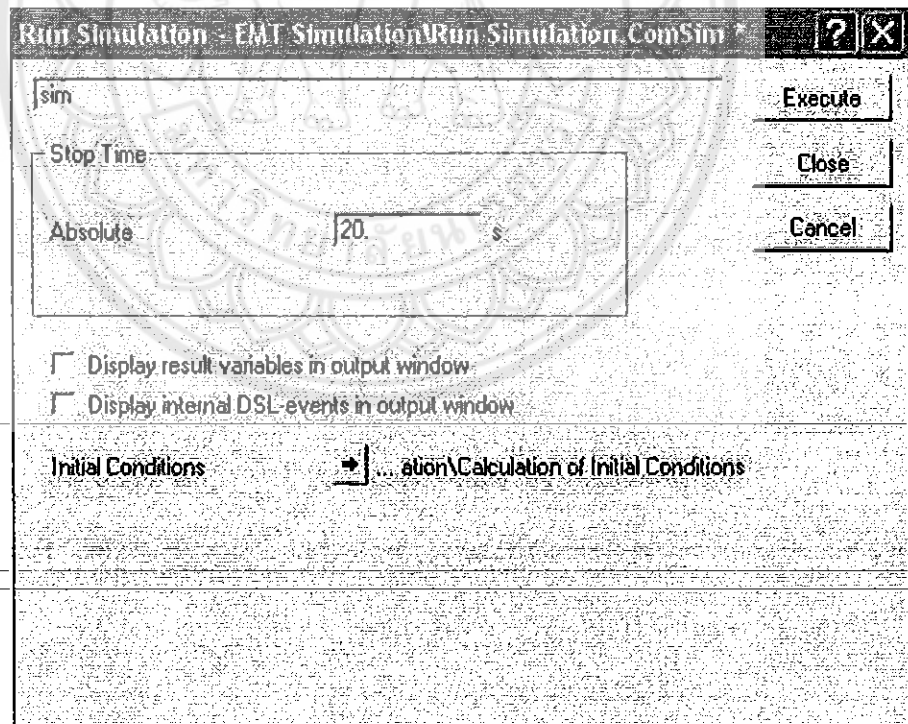 Run Simulation - EMT Simulation\Run Simulation.ComSim *
sim
Execute
Stop Time
Close
Absolute 20. s
Cancel
Display result variables in output window
Display internal DSL-events in output window
Initial Conditions ... ation\Calculation of Initial Conditions